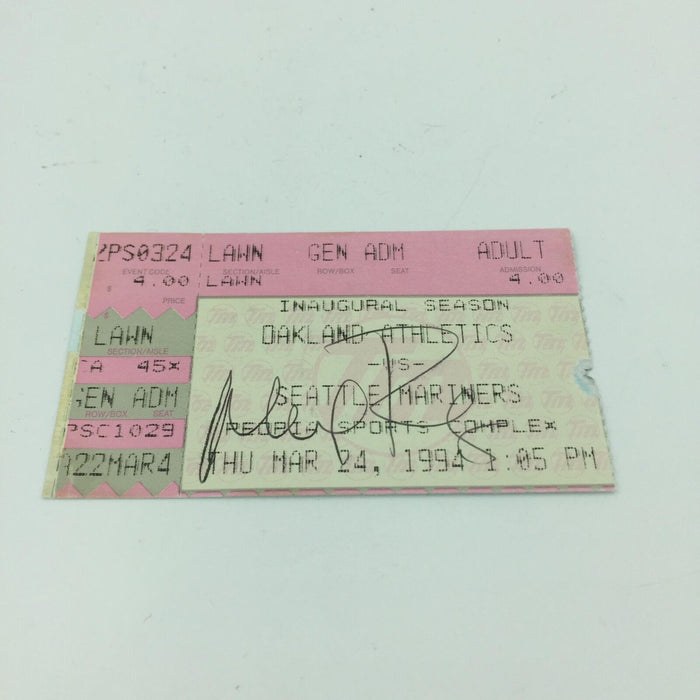 2PS0324 LAWN GEN ADM ADULT
EVENT CODE SECTION/AISLE ROW/BOX SEAT ADMISSION
$ 4.00 LAWN $ 4.00
PRICE
LAWN
SECTION/AISLE
CA 45X
GEN ADM
ROW/BOX SEAT
PSC1029
A22MAR4
INAUGURAL SEASON
OAKLAND ATHLETICS
-VS-
SEATTLE MARINERS
PEORIA SPORTS COMPLEX
THU MAR 24, 1994 1:05 PM